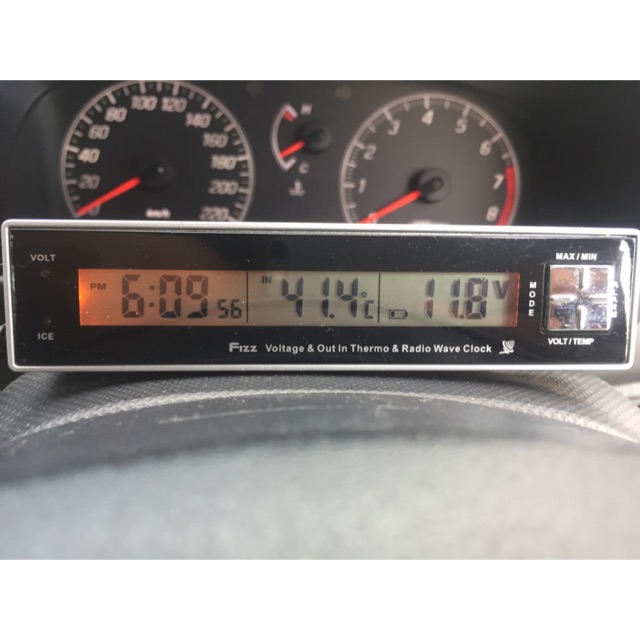 0 20 40 60 80 100 120 140 160 180 200 220
km/h
H
C
2 3 4 5 6 7 8
VOLT
ICE
PM 6:09 56
IN 41.4°C
11.8V
MAX/MIN
MODE
VOLT/TEMP
FIZZ Voltage & Out In Thermo & Radio Wave Clock